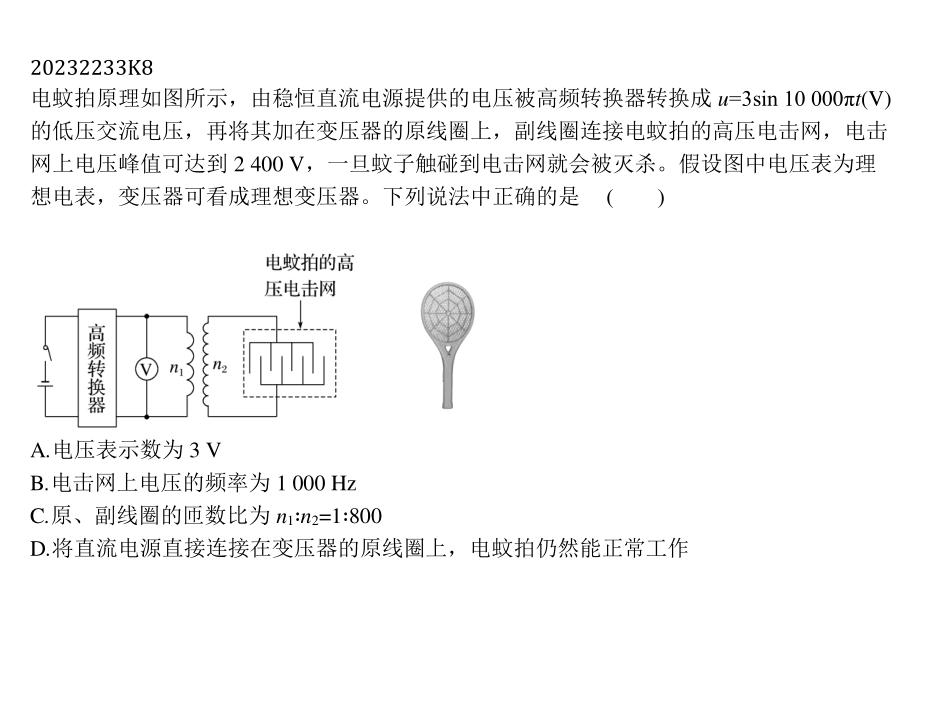 20232233K8
电蚊拍原理如图所示，由稳恒直流电源提供的电压被高频转换器转换成 u=3sin 10 000πt(V)
的低压交流电压，再将其加在变压器的原线圈上，副线圈连接电蚊拍的高压电击网，电击
网上电压峰值可达到 2 400 V，一旦蚊子触碰到电击网就会被灭杀。假设图中电压表为理
想电表，变压器可看成理想变压器。下列说法中正确的是 (  )
电蚊拍的高
压电击网
高频转换器
V
n₁
n₂
A.电压表示数为 3 V
B.电击网上电压的频率为 1 000 Hz
C.原、副线圈的匝数比为 n₁∶n₂=1∶800
D.将直流电源直接连接在变压器的原线圈上，电蚊拍仍然能正常工作